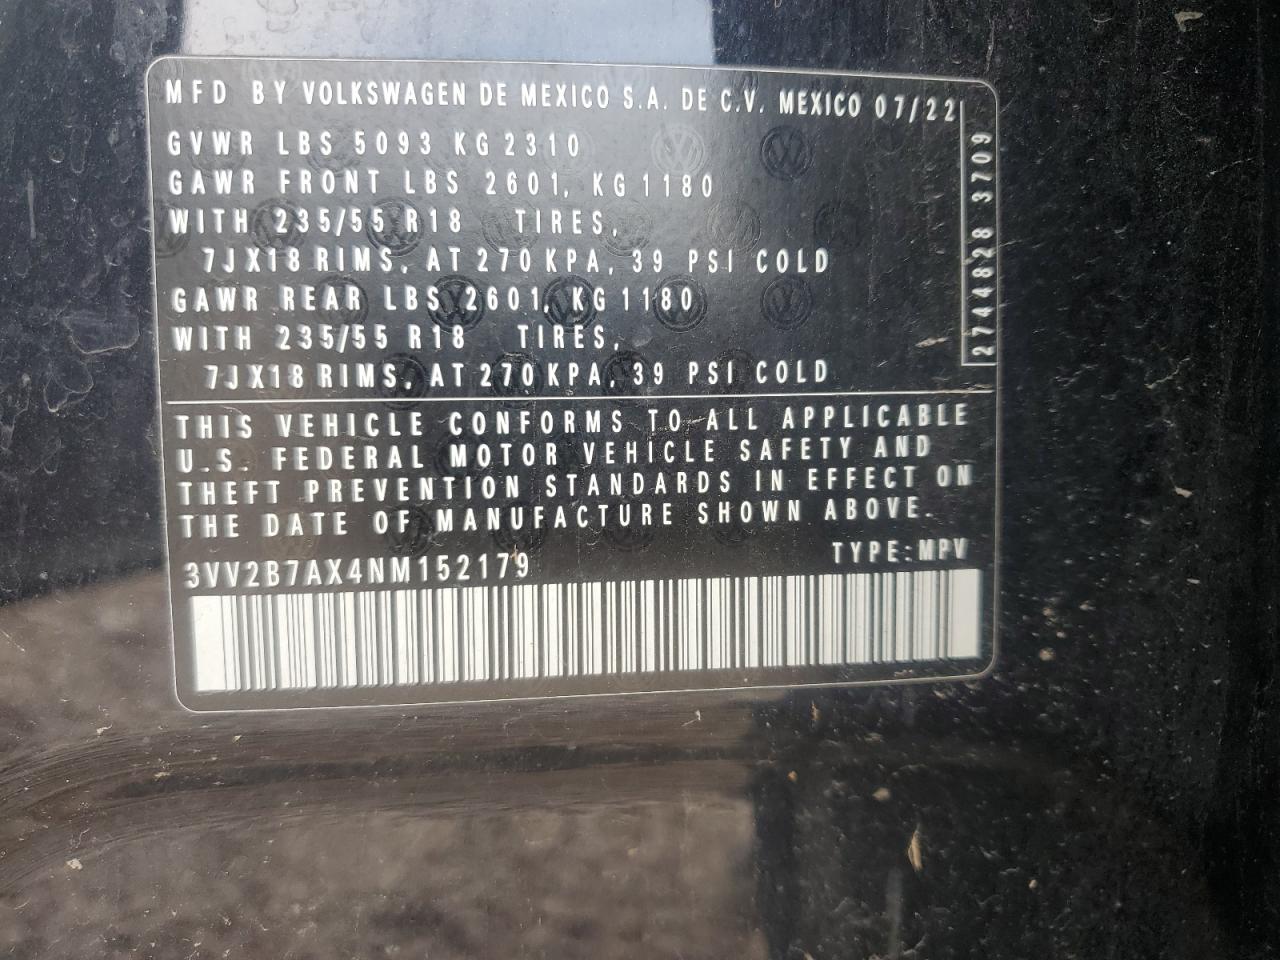 MFD BY VOLKSWAGEN DE MEXICO S.A. DE C.V. MEXICO 07/22
GVWR LBS 5093 KG 2310
GAWR FRONT LBS 2601, KG 1180
WITH 235/55 R18 TIRES,
7JX18 RIMS, AT 270 KPA, 39 PSI COLD
GAWR REAR LBS 2601, KG 1180
WITH 235/55 R18 TIRES,
7JX18 RIMS, AT 270 KPA, 39 PSI COLD
2744828 3709
THIS VEHICLE CONFORMS TO ALL APPLICABLE
U.S. FEDERAL MOTOR VEHICLE SAFETY AND
THEFT PREVENTION STANDARDS IN EFFECT ON
THE DATE OF MANUFACTURE SHOWN ABOVE.
3VV2B7AX4NM152179 TYPE: MPV